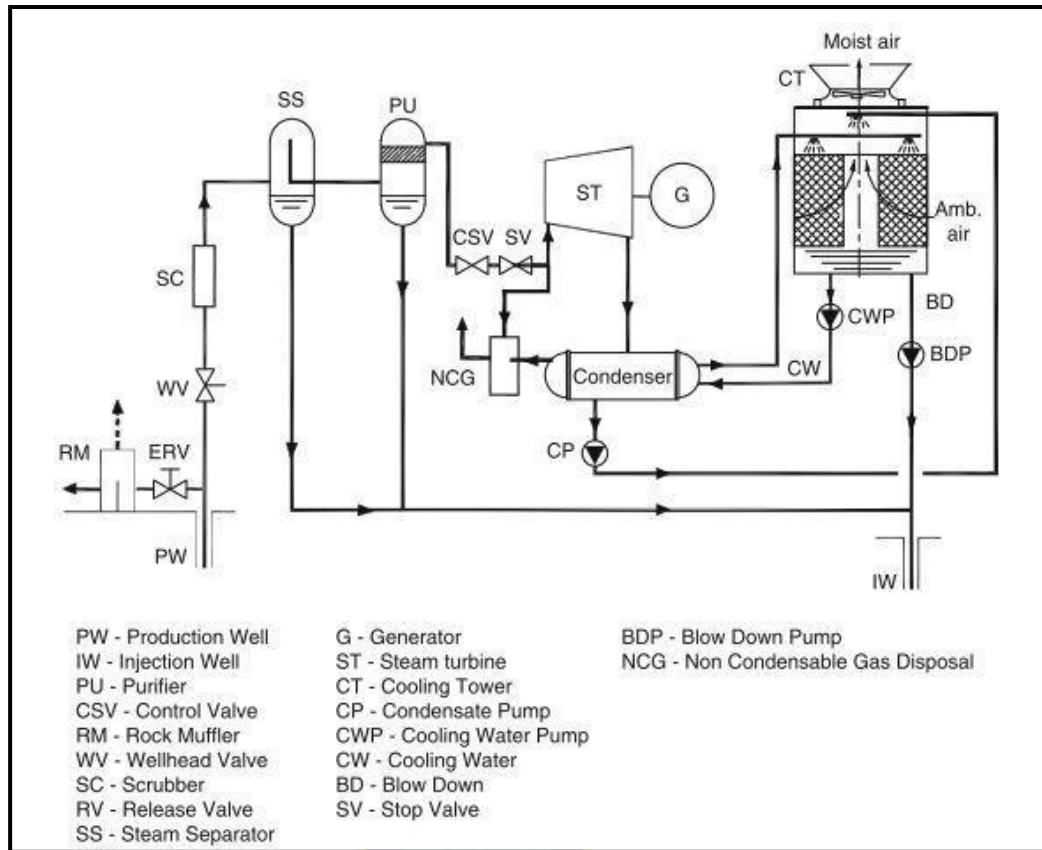 Moist air
CT
SS
PU
ST
G
Amb.
air
CSV
SV
SC
BD
CWP
BDP
CW
WV
NCG
Condenser
RM
ERV
CP
PW
IW
PW - Production Well
IW - Injection Well
PU - Purifier
CSV - Control Valve
RM - Rock Muffler
WV - Wellhead Valve
SC - Scrubber
RV - Release Valve
SS - Steam Separator
G - Generator
ST - Steam turbine
CT - Cooling Tower
CP - Condensate Pump
CWP - Cooling Water Pump
CW - Cooling Water
BD - Blow Down
SV - Stop Valve
BDP - Blow Down Pump
NCG - Non Condensable Gas Disposal